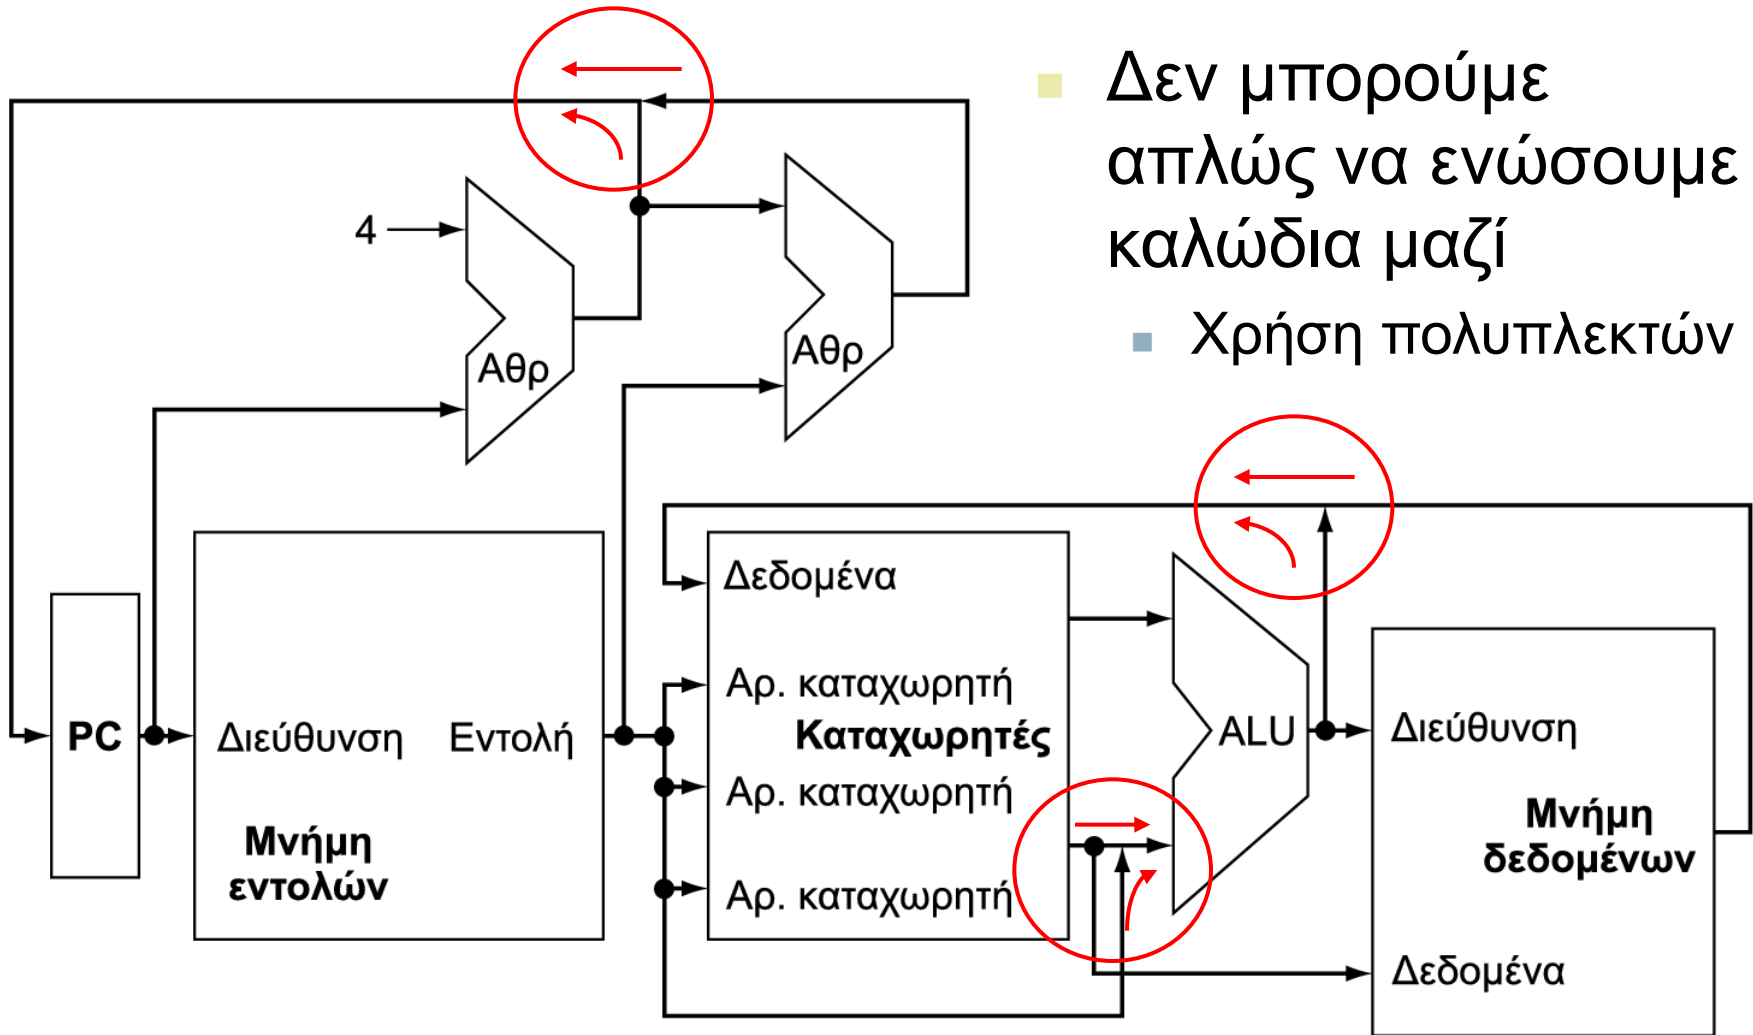 Δεν μπορούμε
απλώς να ενώσουμε
καλώδια μαζί
Χρήση πολυπλεκτών
4
Αθρ
Αθρ
PC
Διεύθυνση
Εντολή
Μνήμη
εντολών
Δεδομένα
Αρ. καταχωρητή
Καταχωρητές
Αρ. καταχωρητή
Αρ. καταχωρητή
ALU
Διεύθυνση
Μνήμη
δεδομένων
Δεδομένα